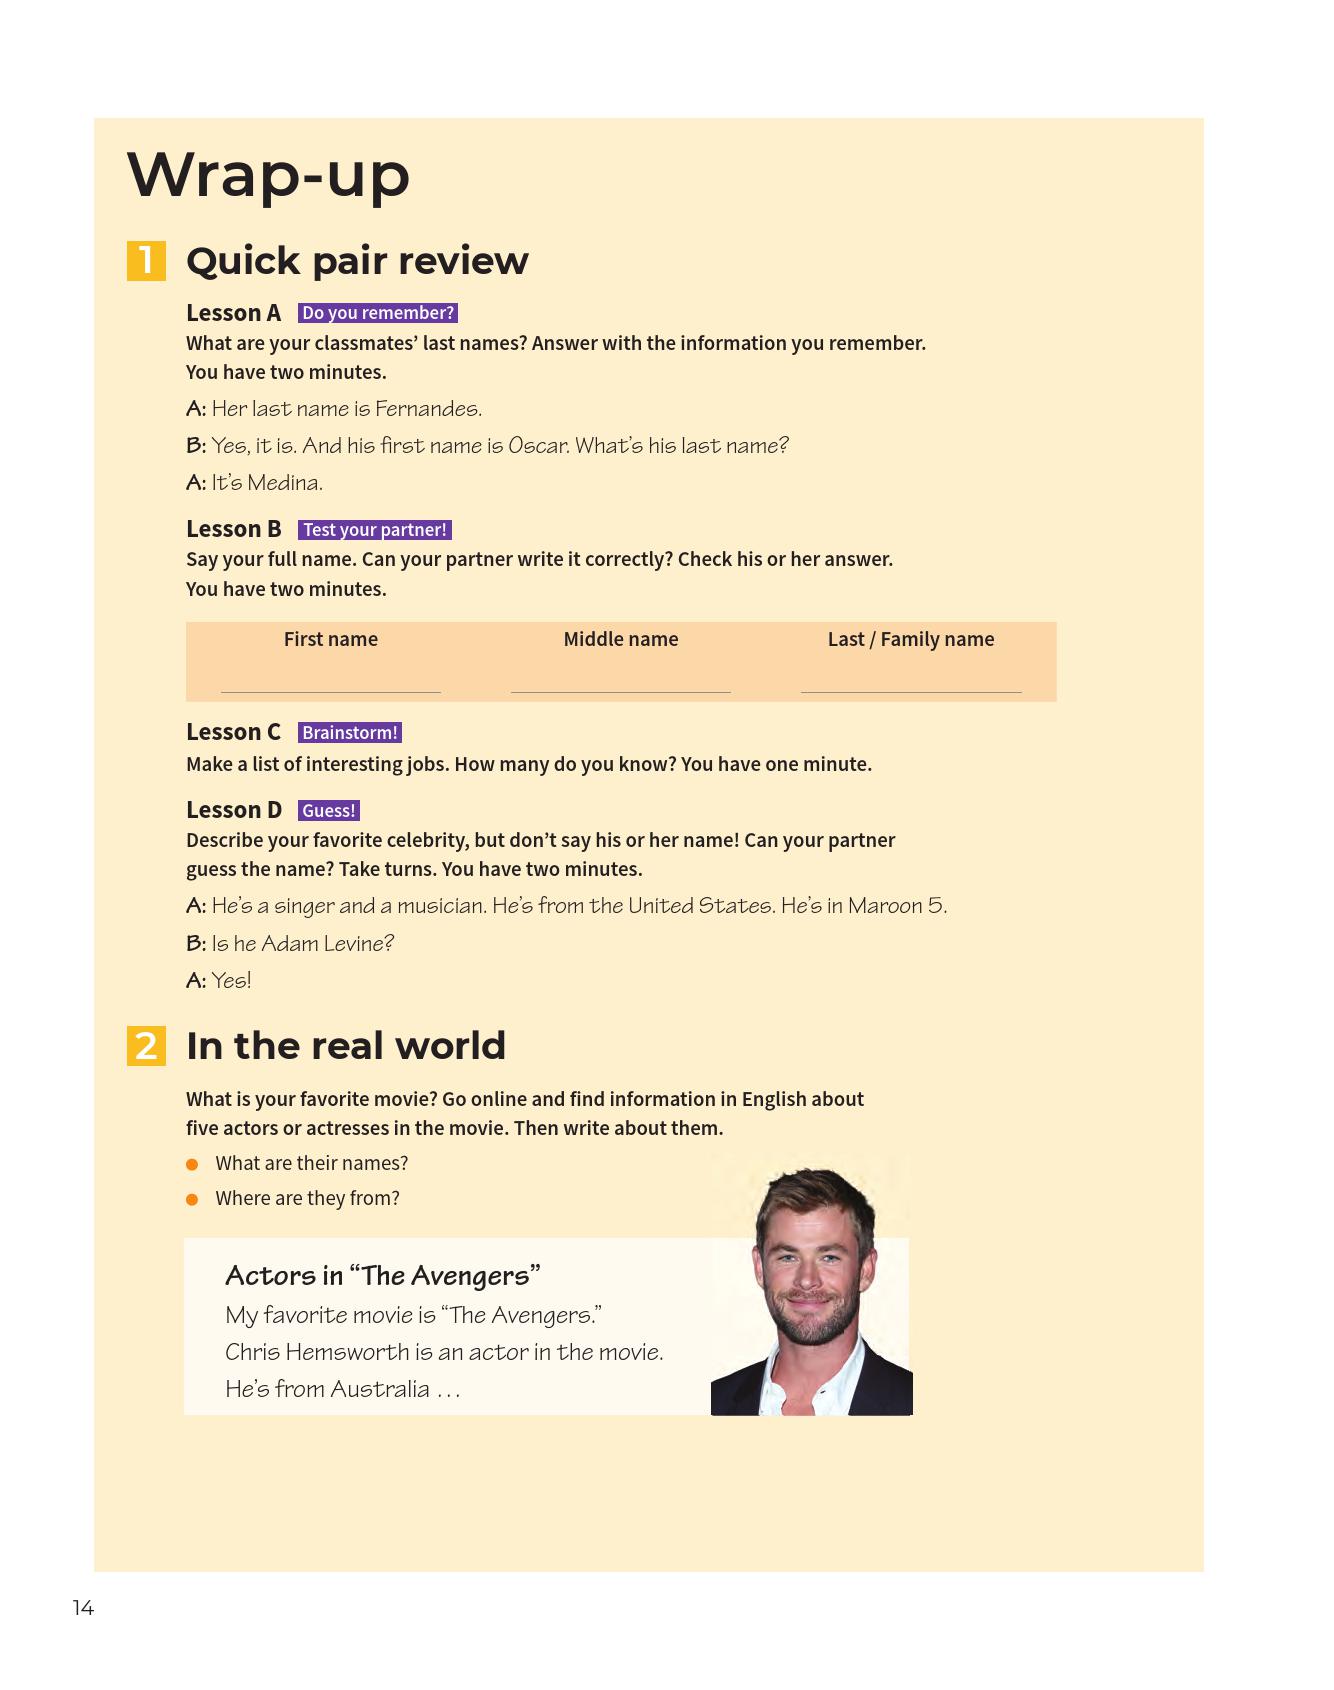 Wrap-up
1 Quick pair review
Lesson A Do you remember?
What are your classmates’ last names? Answer with the information you remember.
You have two minutes.
A: Her last name is Fernandes.
B: Yes, it is. And his first name is Oscar. What’s his last name?
A: It’s Medina.
Lesson B Test your partner!
Say your full name. Can your partner write it correctly? Check his or her answer.
You have two minutes.
First name Middle name Last / Family name
Lesson C Brainstorm!
Make a list of interesting jobs. How many do you know? You have one minute.
Lesson D Guess!
Describe your favorite celebrity, but don’t say his or her name! Can your partner
guess the name? Take turns. You have two minutes.
A: He’s a singer and a musician. He’s from the United States. He’s in Maroon 5.
B: Is he Adam Levine?
A: Yes!
2 In the real world
What is your favorite movie? Go online and find information in English about
five actors or actresses in the movie. Then write about them.
What are their names?
Where are they from?
Actors in “The Avengers”
My favorite movie is “The Avengers.”
Chris Hemsworth is an actor in the movie.
He’s from Australia . . .
14